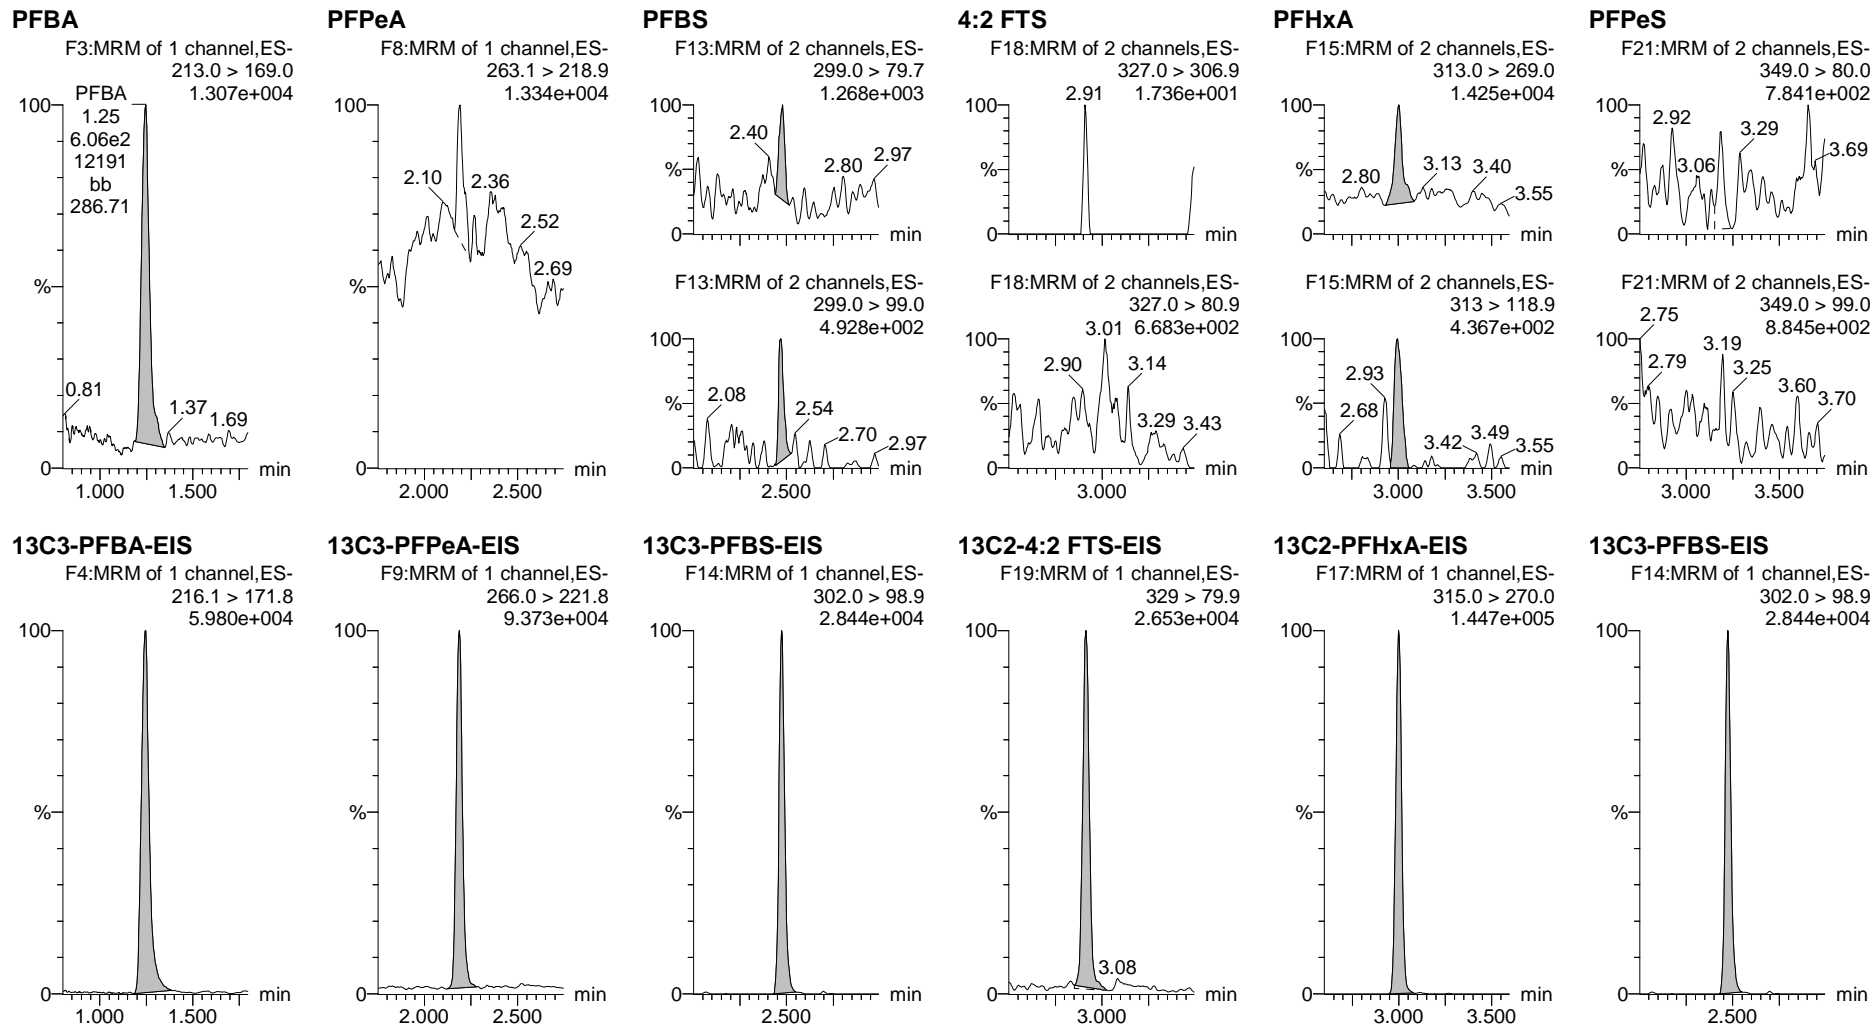 PFBA
F3:MRM of 1 channel,ES-
213.0 > 169.0
1.307e+004
100
PFBA
1.25
6.06e2
12191
bb
286.71
%
0.81
1.37
1.69
0
min
1.000
1.500
PFPeA
F8:MRM of 1 channel,ES-
263.1 > 218.9
1.334e+004
100
2.10
2.36
2.52
2.69
%
0
min
2.000
2.500
PFBS
F13:MRM of 2 channels,ES-
299.0 > 79.7
1.268e+003
100
2.40
2.80
2.97
%
0
min
F13:MRM of 2 channels,ES-
299.0 > 99.0
4.928e+002
100
2.08
2.54
2.70
2.97
%
0
min
2.500
4:2 FTS
F18:MRM of 2 channels,ES-
327.0 > 306.9
2.91 1.736e+001
100
%
0
min
F18:MRM of 2 channels,ES-
327.0 > 80.9
3.01 6.683e+002
100
2.90
3.14
3.29
3.43
%
0
min
3.000
PFHxA
F15:MRM of 2 channels,ES-
313.0 > 269.0
1.425e+004
100
2.80
3.13
3.40
3.55
%
0
min
F15:MRM of 2 channels,ES-
313 > 118.9
4.367e+002
100
2.93
2.68
3.42
3.49
3.55
%
0
min
3.000
3.500
PFPeS
F21:MRM of 2 channels,ES-
349.0 > 80.0
7.841e+002
100
2.92
3.06
3.29
3.69
%
0
min
F21:MRM of 2 channels,ES-
349.0 > 99.0
2.75
8.845e+002
100
2.79
3.19
3.25
3.60
3.70
%
0
min
3.000
3.500
13C3-PFBA-EIS
F4:MRM of 1 channel,ES-
216.1 > 171.8
5.980e+004
100
%
0
min
1.000
1.500
13C3-PFPeA-EIS
F9:MRM of 1 channel,ES-
266.0 > 221.8
9.373e+004
100
%
0
min
2.000
2.500
13C3-PFBS-EIS
F14:MRM of 1 channel,ES-
302.0 > 98.9
2.844e+004
100
%
0
min
2.500
13C2-4:2 FTS-EIS
F19:MRM of 1 channel,ES-
329 > 79.9
2.653e+004
100
%
3.08
0
min
3.000
13C2-PFHxA-EIS
F17:MRM of 1 channel,ES-
315.0 > 270.0
1.447e+005
100
%
0
min
3.000
3.500
13C3-PFBS-EIS
F14:MRM of 1 channel,ES-
302.0 > 98.9
2.844e+004
100
%
0
min
2.500